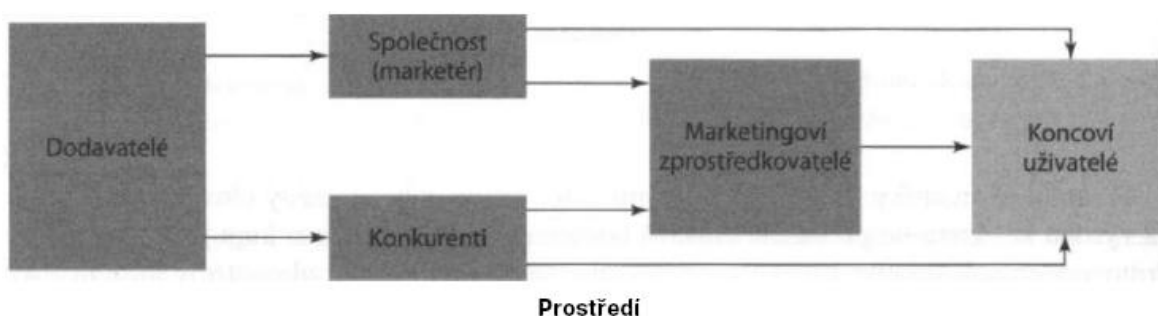 Dodavatelé
Společnost
(marketér)
Konkurenti
Marketingoví
zprostředkovatelé
Koncoví
uživatelé
Prostředí